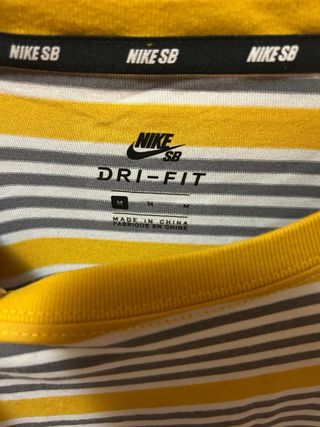 NIKE SB NIKE SB NIKE SB
NIKE
SB
DRI-FIT
M M M
MADE IN CHINA
FABRIQUÉ EN CHINE